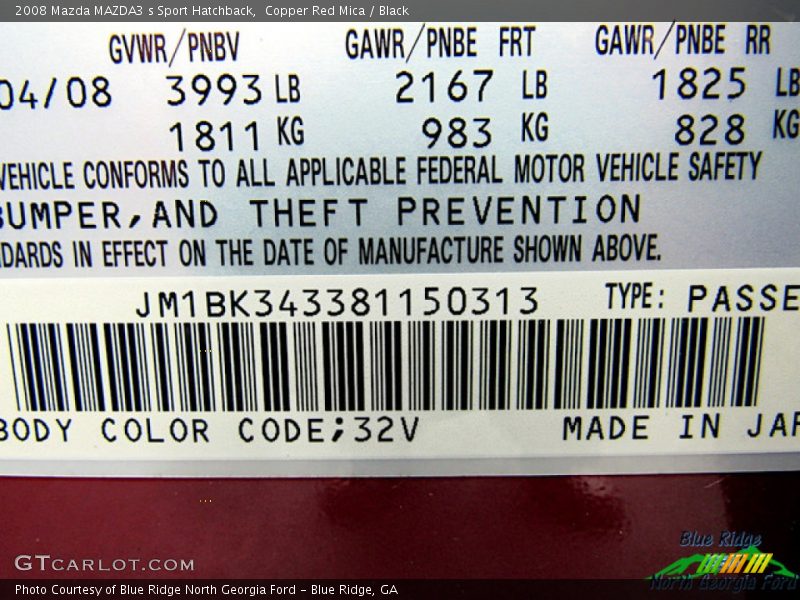 2008 Mazda MAZDA3 s Sport Hatchback,  Copper Red Mica / Black
GVWR/PNBV GAWR/PNBE FRT GAWR/PNBE RR
04/08 3993 LB 2167 LB 1825 LB
1811 KG 983 KG 828 KG
VEHICLE CONFORMS TO ALL APPLICABLE FEDERAL MOTOR VEHICLE SAFETY
BUMPER,AND THEFT PREVENTION
DARDS IN EFFECT ON THE DATE OF MANUFACTURE SHOWN ABOVE.
JM1BK343381150313 TYPE: PASSE
BODY COLOR CODE;32V MADE IN JAP
Blue Ridge
North Georgia Ford
GTCARLOT.COM
Photo Courtesy of Blue Ridge North Georgia Ford - Blue Ridge, GA